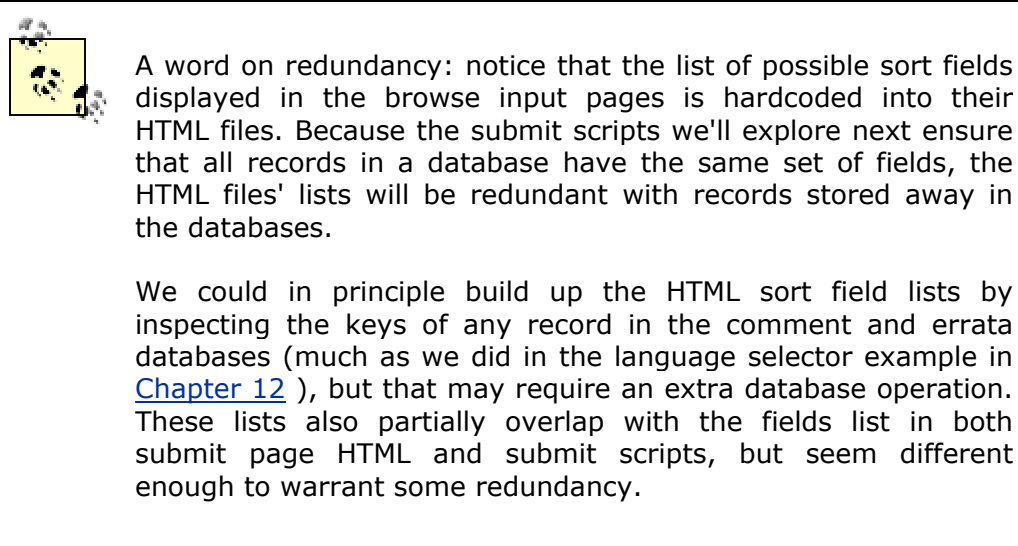 A word on redundancy: notice that the list of possible sort fields
displayed in the browse input pages is hardcoded into their
HTML files. Because the submit scripts we'll explore next ensure
that all records in a database have the same set of fields, the
HTML files' lists will be redundant with records stored away in
the databases.
We could in principle build up the HTML sort field lists by
inspecting the keys of any record in the comment and errata
databases (much as we did in the language selector example in
Chapter 12 ), but that may require an extra database operation.
These lists also partially overlap with the fields list in both
submit page HTML and submit scripts, but seem different
enough to warrant some redundancy.